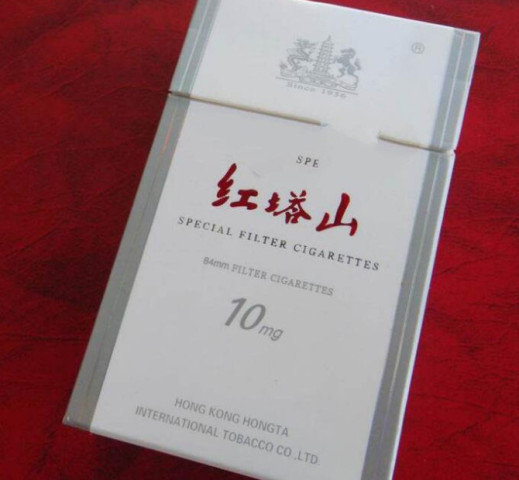 ®
Since 1956
SPE
红塔山
SPECIAL FILTER CIGARETTES
84mm FILTER CIGARETTES
10mg
HONG KONG HONGTA
INTERNATIONAL TOBACCO CO.,LTD.